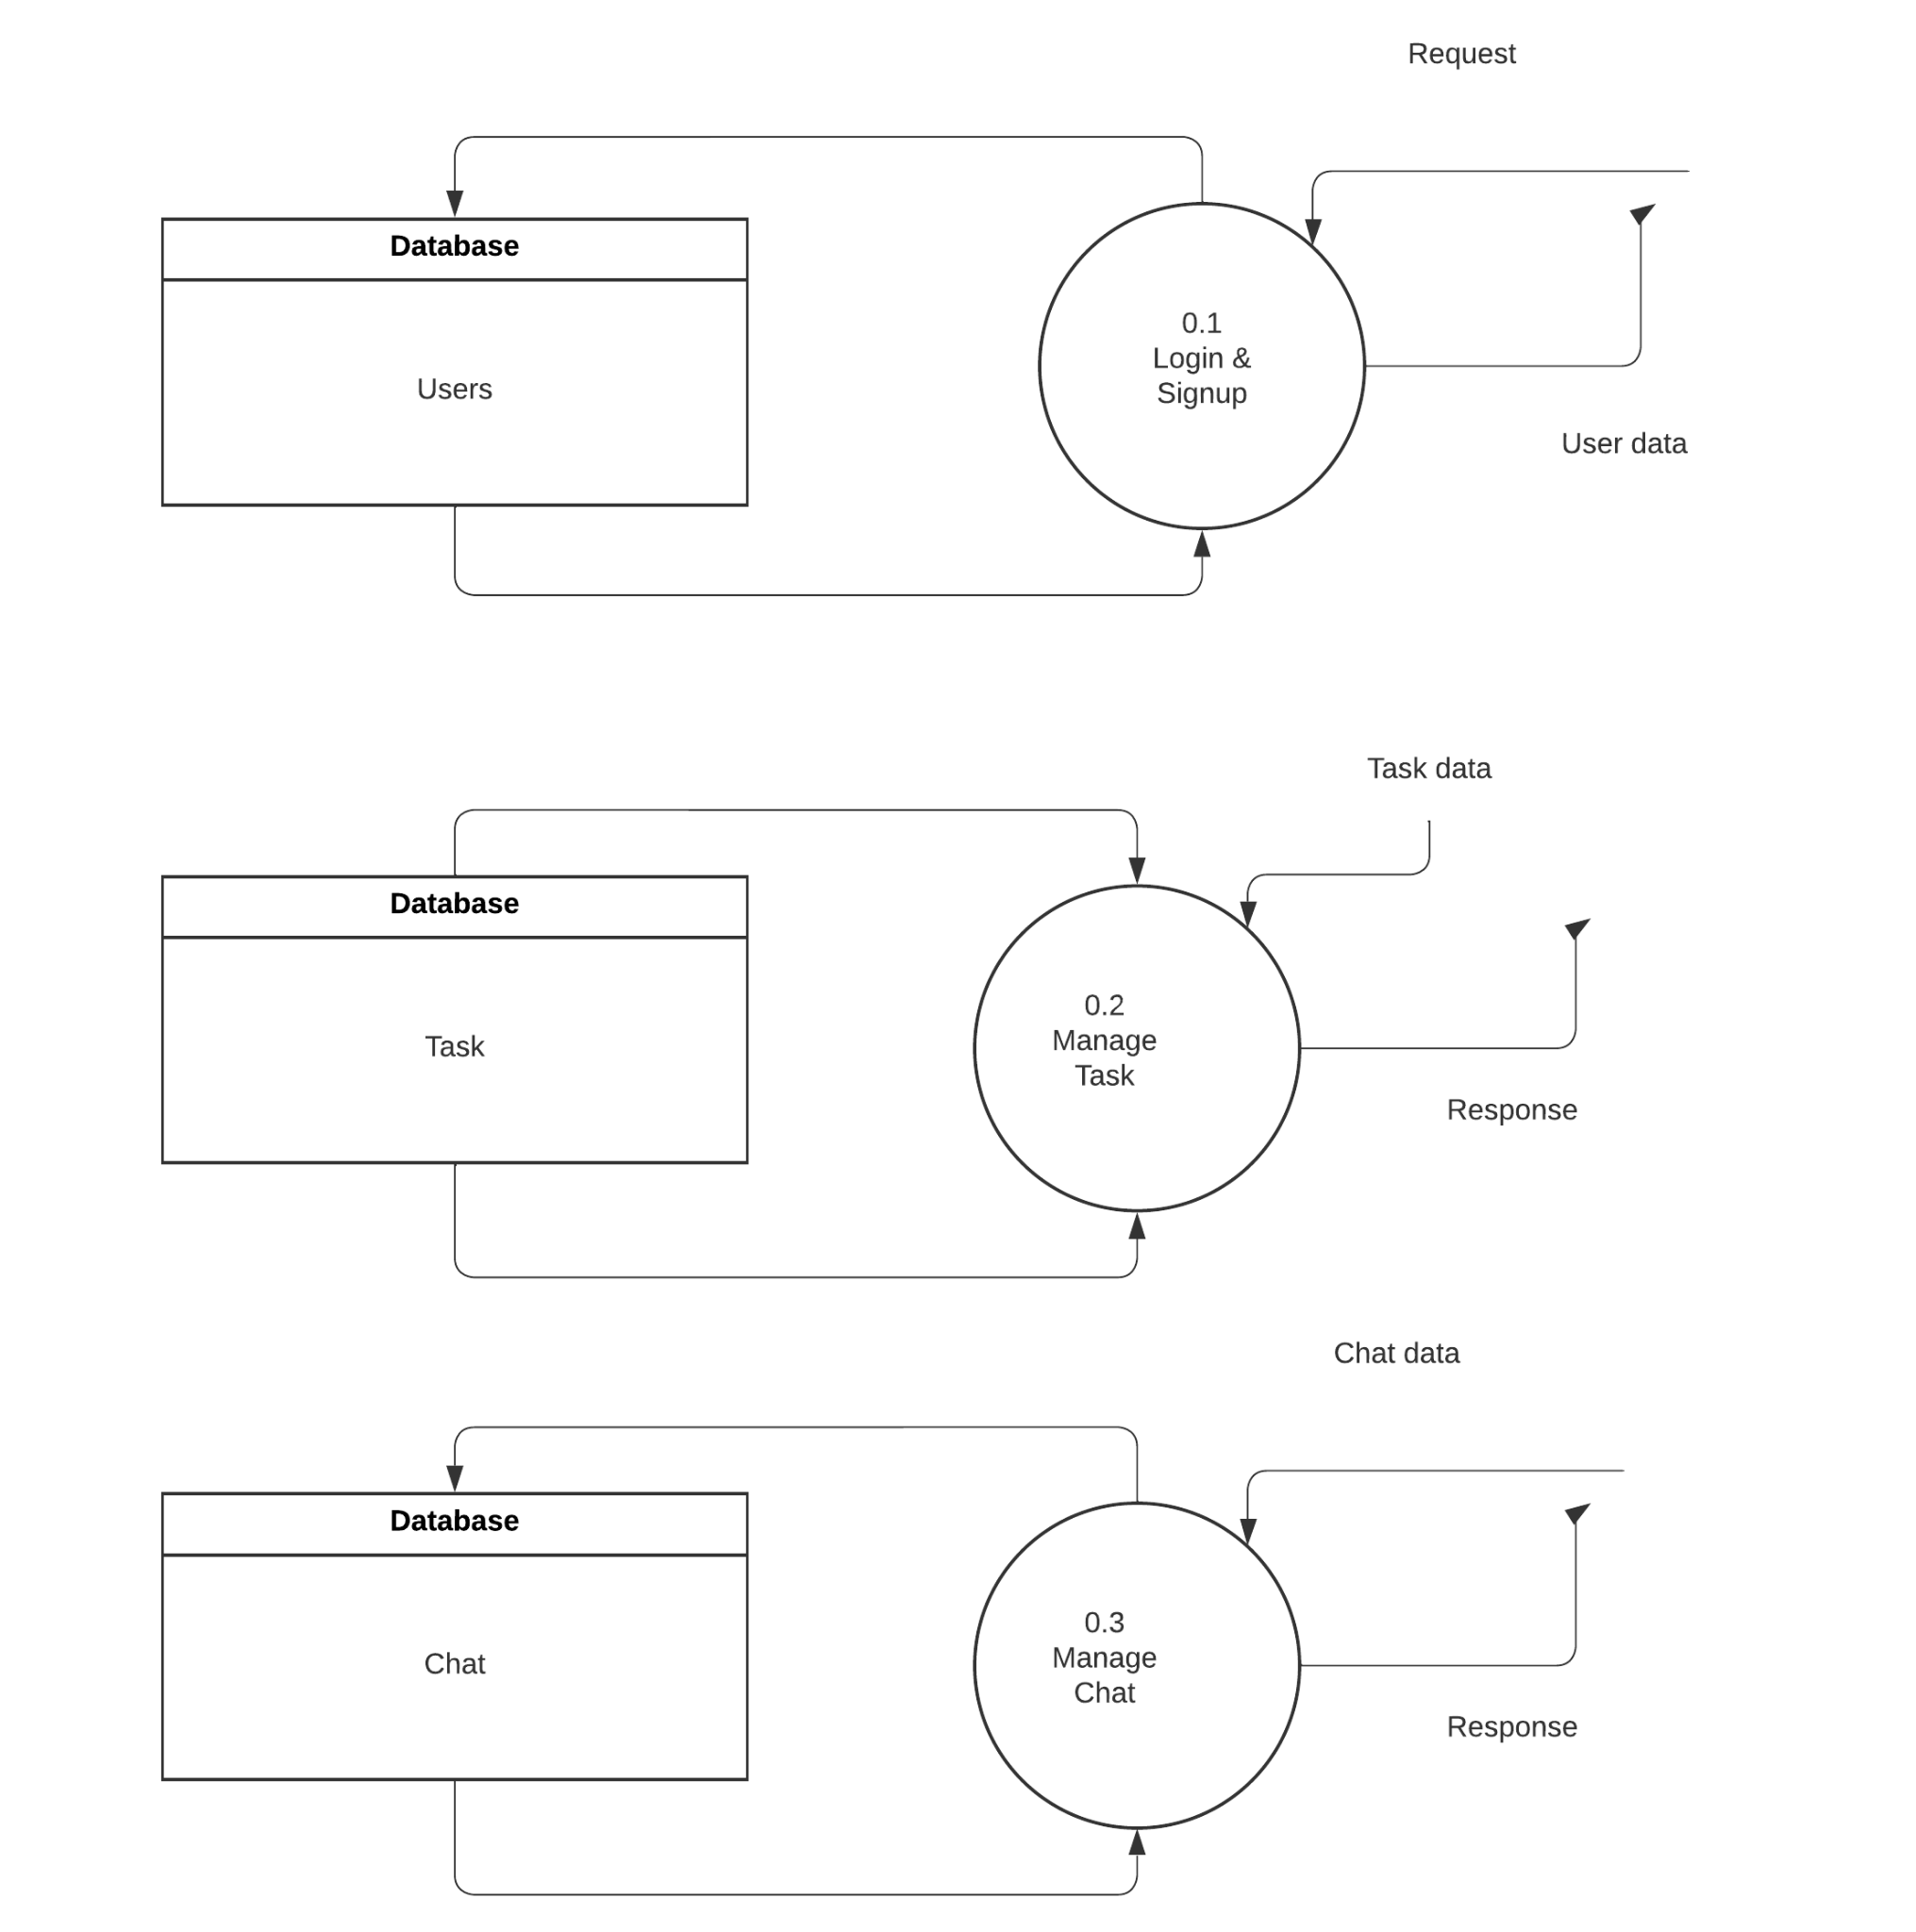 Request
Database
Users
0.1
Login &
Signup
User data
Task data
Database
Task
0.2
Manage
Task
Response
Chat data
Database
Chat
0.3
Manage
Chat
Response